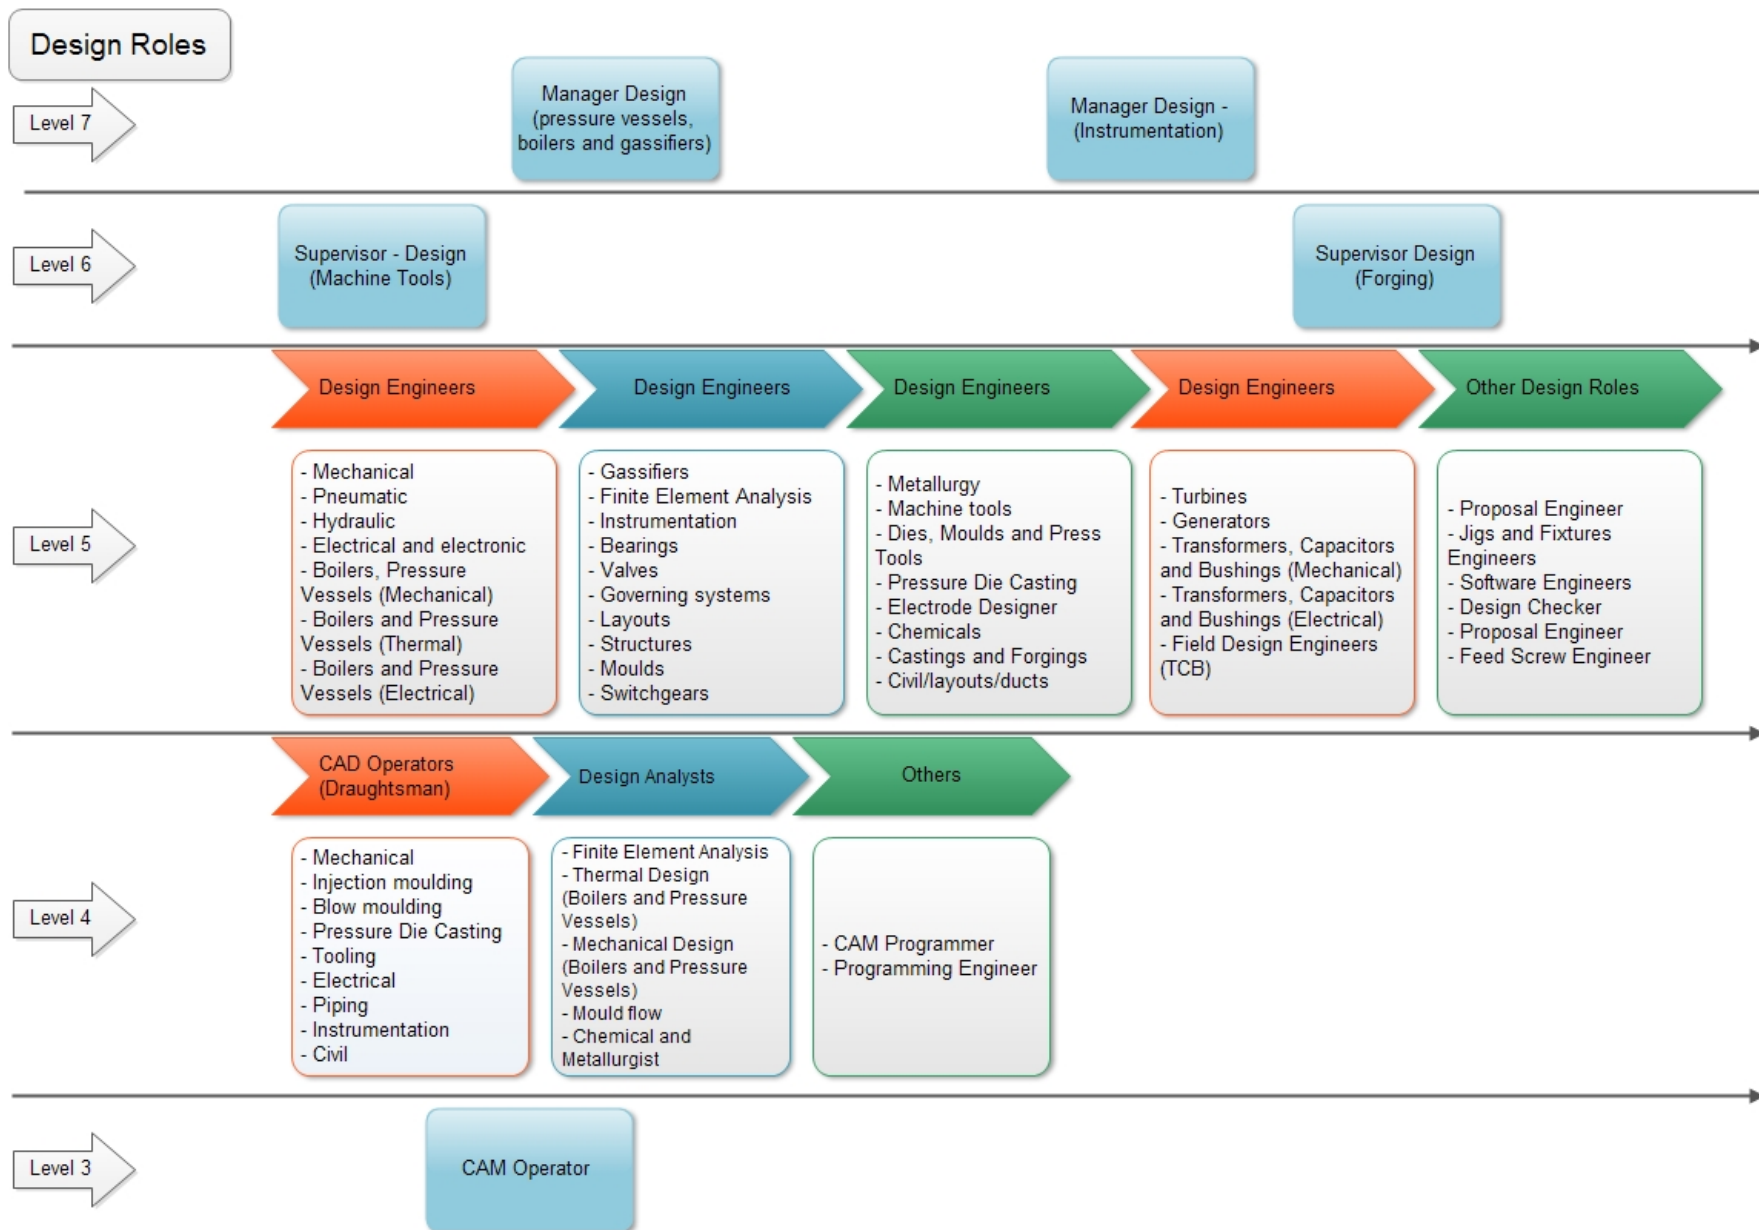 Design Roles
Level 7
Manager Design
(pressure vessels,
boilers and gassifiers)
Manager Design -
(Instrumentation)
Level 6
Supervisor - Design
(Machine Tools)
Supervisor Design
(Forging)
Level 5
Design Engineers
- Mechanical
- Pneumatic
- Hydraulic
- Electrical and electronic
- Boilers, Pressure
Vessels (Mechanical)
- Boilers and Pressure
Vessels (Thermal)
- Boilers and Pressure
Vessels (Electrical)
Design Engineers
- Gassifiers
- Finite Element Analysis
- Instrumentation
- Bearings
- Valves
- Governing systems
- Layouts
- Structures
- Moulds
- Switchgears
Design Engineers
- Metallurgy
- Machine tools
- Dies, Moulds and Press
Tools
- Pressure Die Casting
- Electrode Designer
- Chemicals
- Castings and Forgings
- Civil/layouts/ducts
Design Engineers
- Turbines
- Generators
- Transformers, Capacitors
and Bushings (Mechanical)
- Transformers, Capacitors
and Bushings (Electrical)
- Field Design Engineers
(TCB)
Other Design Roles
- Proposal Engineer
- Jigs and Fixtures
Engineers
- Software Engineers
- Design Checker
- Proposal Engineer
- Feed Screw Engineer
Level 4
CAD Operators
(Draughtsman)
- Mechanical
- Injection moulding
- Blow moulding
- Pressure Die Casting
- Tooling
- Electrical
- Piping
- Instrumentation
- Civil
Design Analysts
- Finite Element Analysis
- Thermal Design
(Boilers and Pressure
Vessels)
- Mechanical Design
(Boilers and Pressure
Vessels)
- Mould flow
- Chemical and
Metallurgist
Others
- CAM Programmer
- Programming Engineer
Level 3
CAM Operator